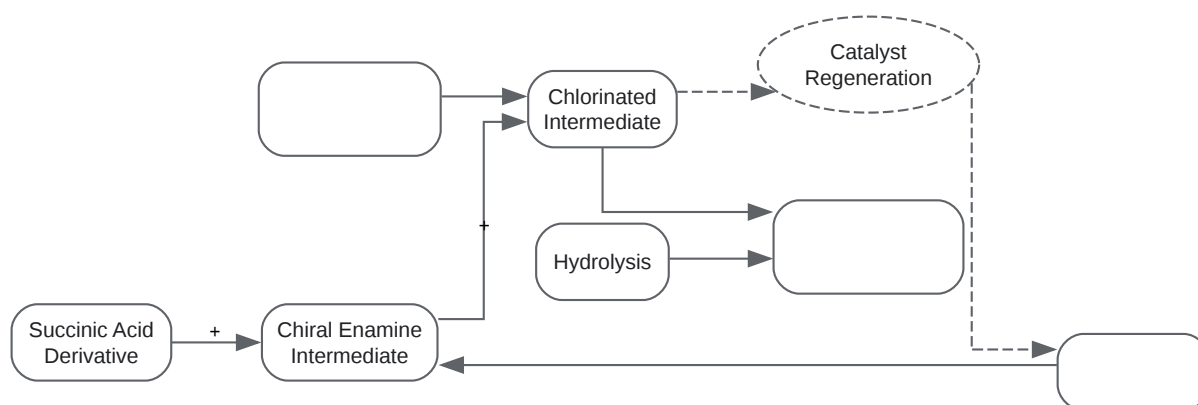 Catalyst
Regeneration
Chlorinated
Intermediate
+
Hydrolysis
Succinic Acid
Derivative
+
Chiral Enamine
Intermediate